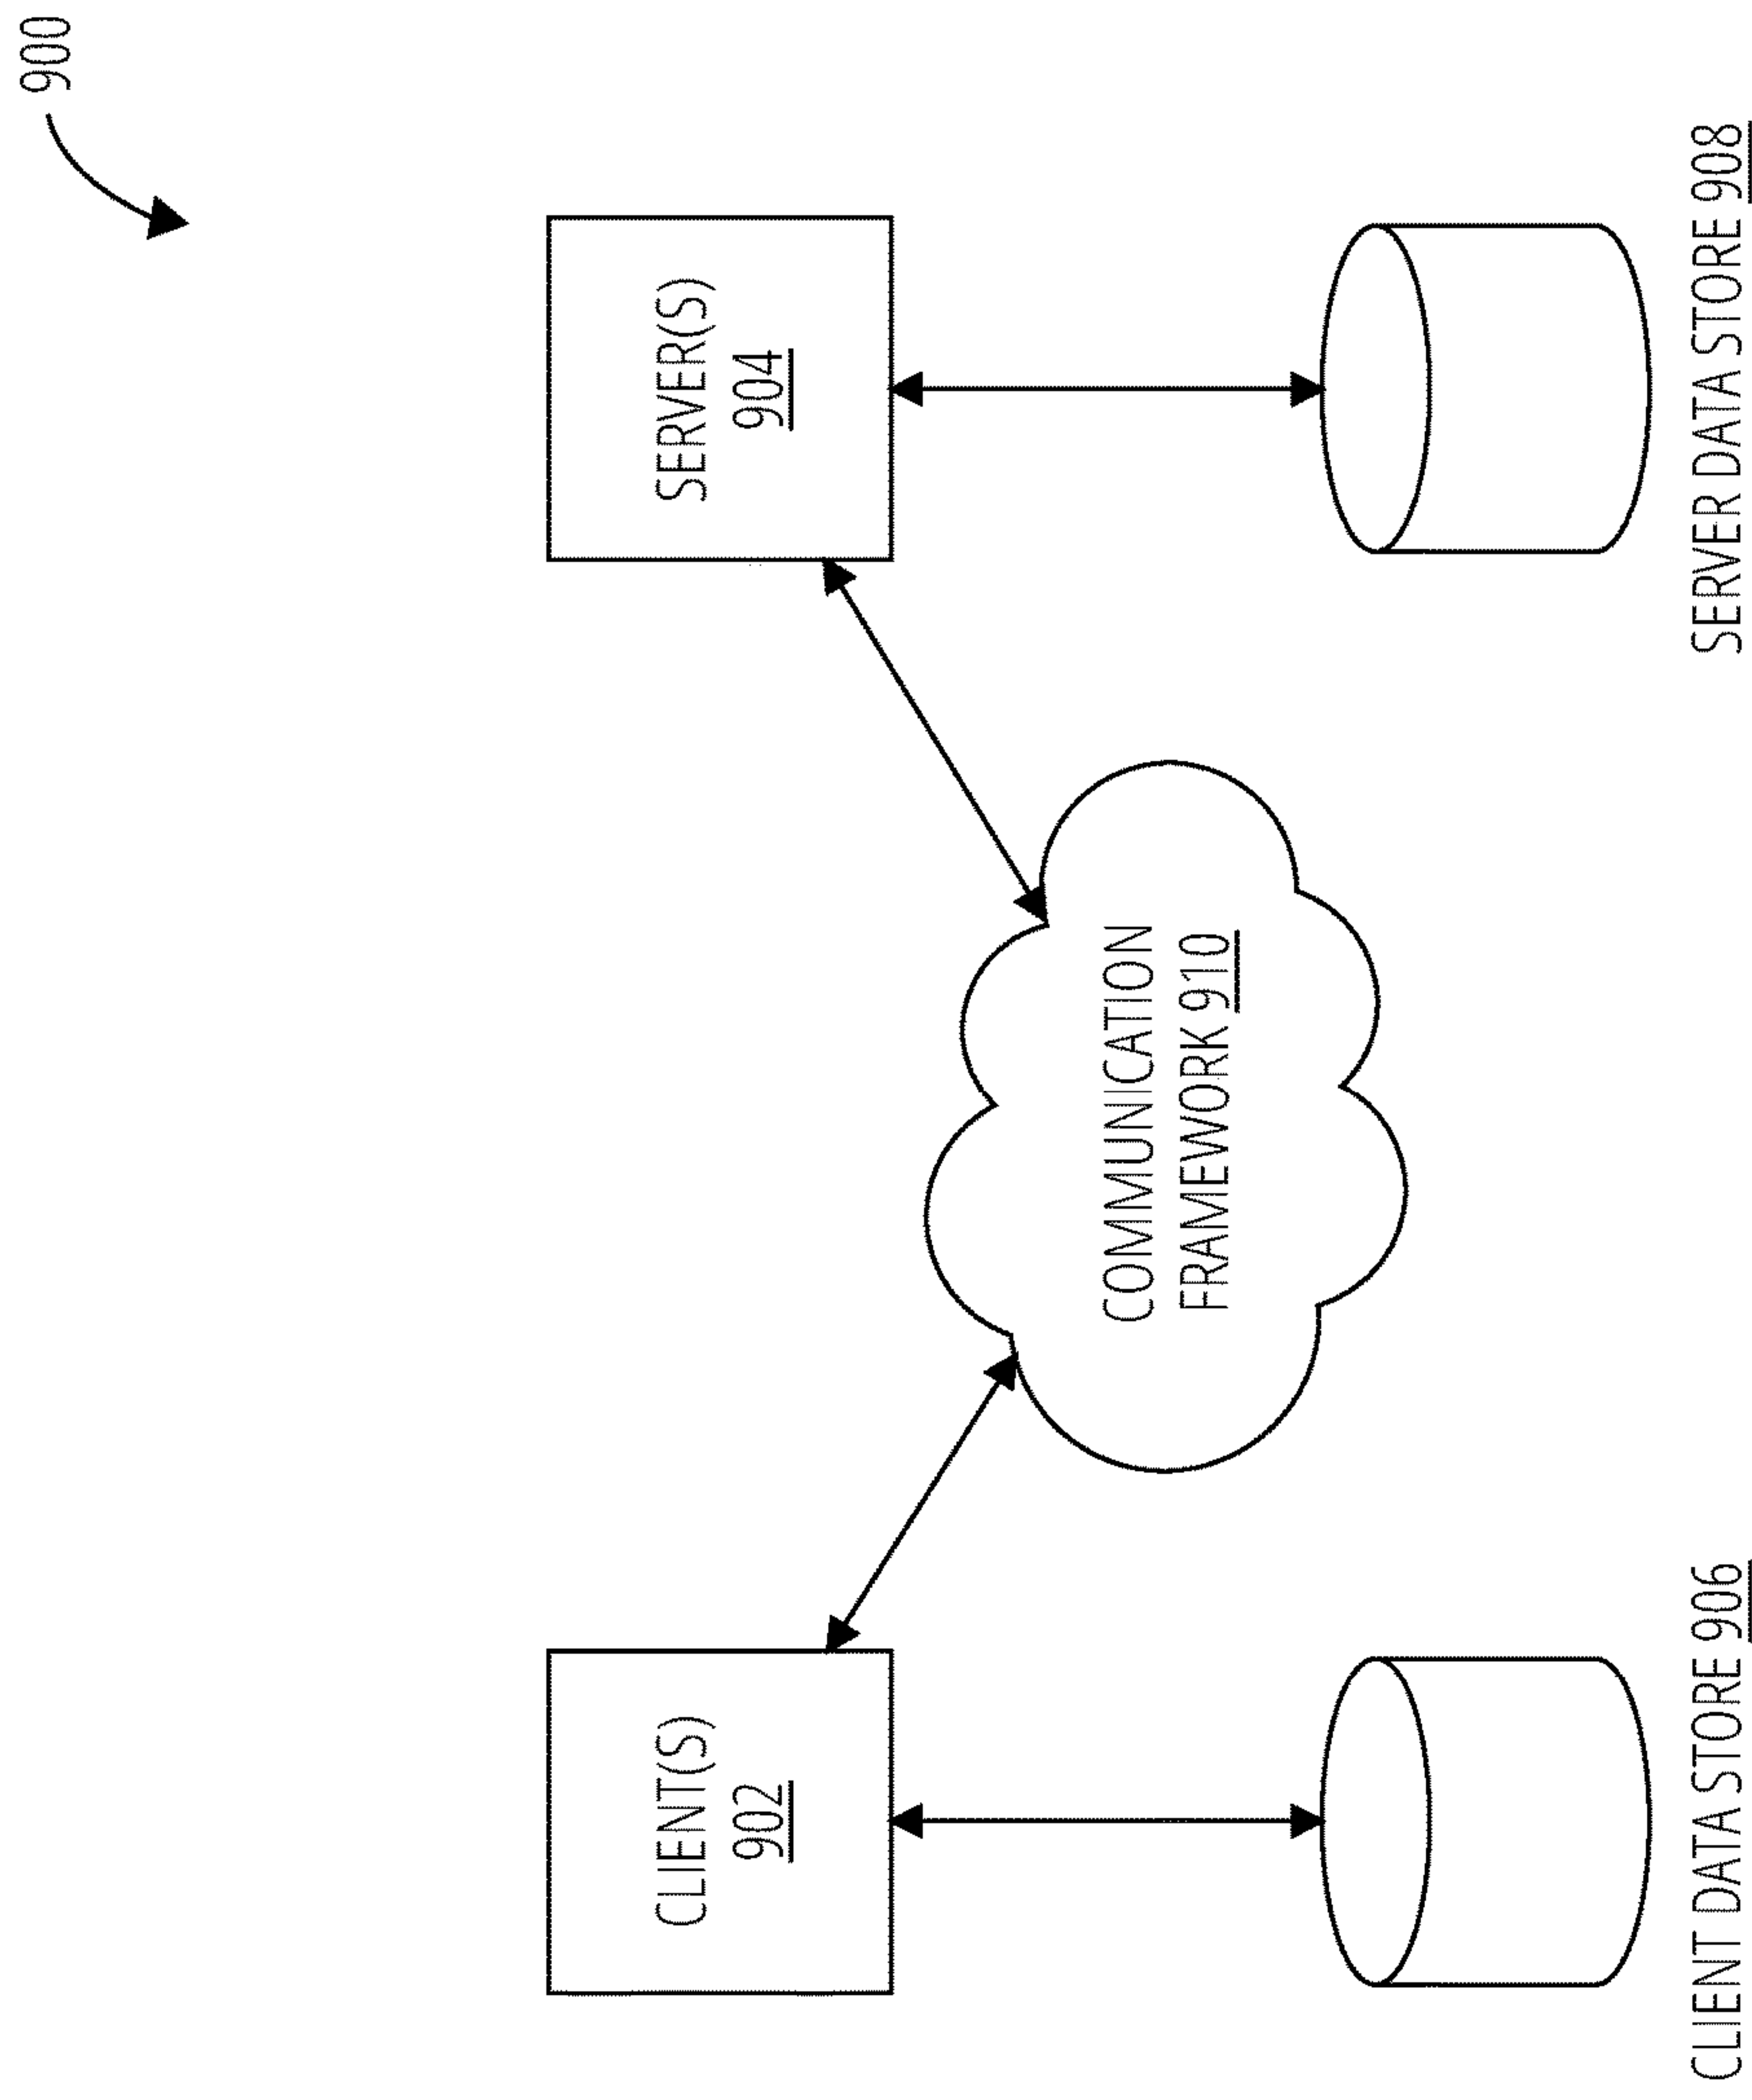 900
CLIENT(S)
902
SERVER(S)
904
COMMUNICATION
FRAMEWORK 910
CLIENT DATA STORE 906
SERVER DATA STORE 908